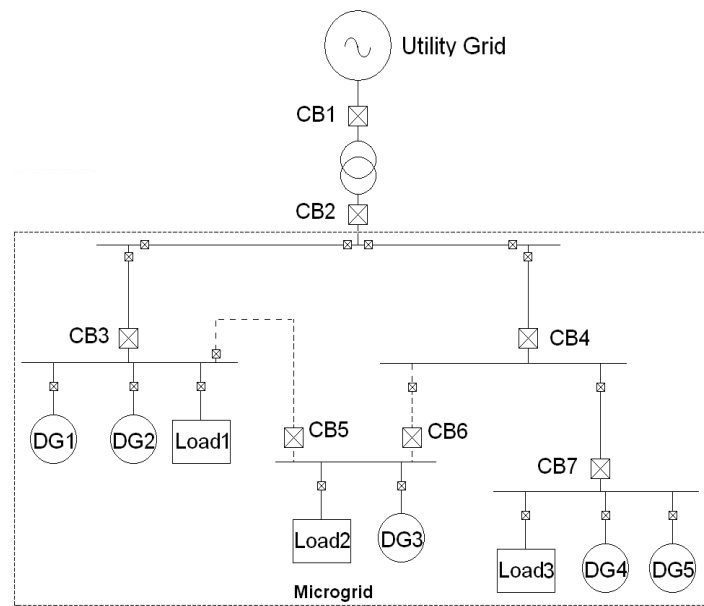 Utility Grid
CB1
CB2
CB3
CB4
DG1
DG2
Load1
CB5
CB6
CB7
Load2
DG3
Load3
DG4
DG5
Microgrid